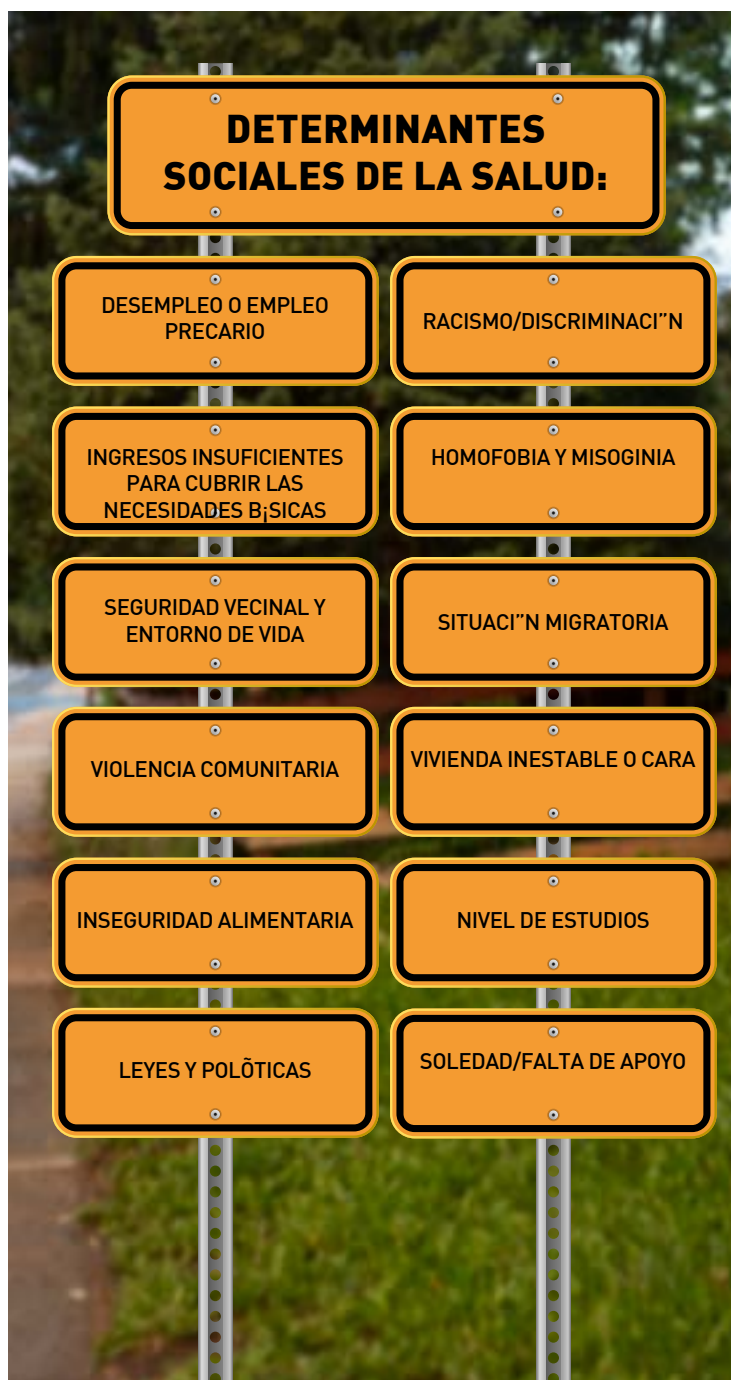 DETERMINANTES
SOCIALES DE LA SALUD:
DESEMPLEO O EMPLEO
PRECARIO
RACISMO/DISCRIMINACI”N
INGRESOS INSUFICIENTES
PARA CUBRIR LAS
NECESIDADES B¡SICAS
HOMOFOBIA Y MISOGINIA
SEGURIDAD VECINAL Y
ENTORNO DE VIDA
SITUACI”N MIGRATORIA
VIOLENCIA COMUNITARIA
VIVIENDA INESTABLE O CARA
INSEGURIDAD ALIMENTARIA
NIVEL DE ESTUDIOS
LEYES Y POLÕTICAS
SOLEDAD/FALTA DE APOYO